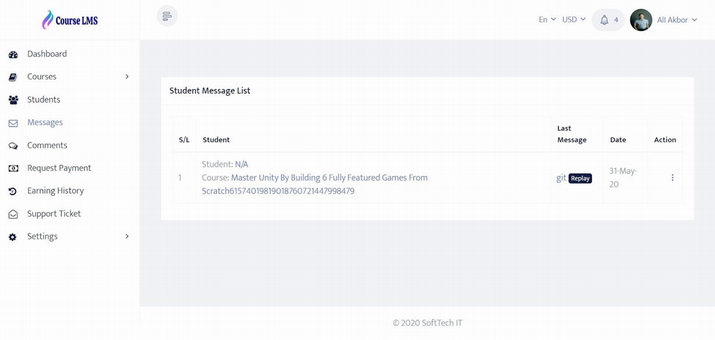 Course LMS
En
USD
4
All Akbor
Dashboard
Courses
Students
Messages
Comments
Request Payment
Earning History
Support Ticket
Settings
Student Message List
S/L
Student
Last
Message
Date
Action
1
Student: N/A
Course: Master Unity By Building 6 Fully Featured Games From
Scratch61574019819018760721447998479
git Replay
31-May-
20
© 2020 SoftTech IT